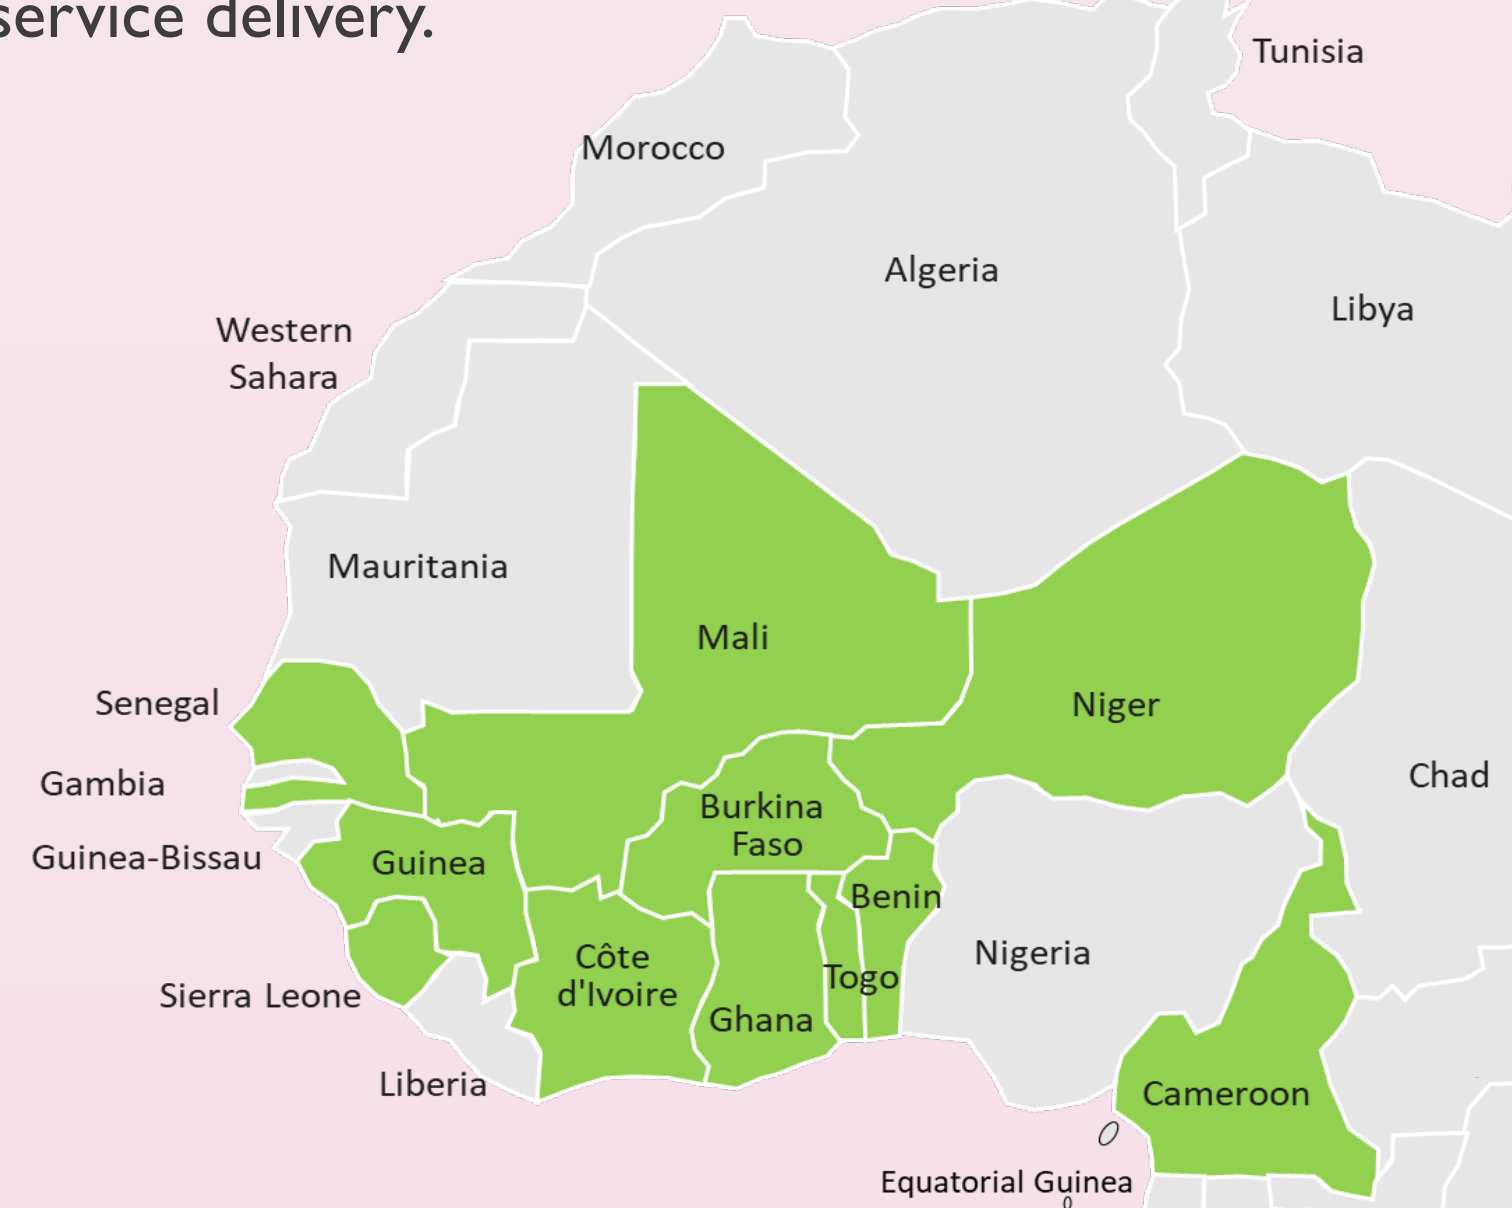 service delivery.
Tunisia
Morocco
Algeria
Libya
Western
Sahara
Mauritania
Mali
Niger
Senegal
Gambia
Chad
Burkina
Faso
Guinea-Bissau
Guinea
Benin
Nigeria
Côte
d'Ivoire
Togo
Sierra Leone
Ghana
Liberia
Cameroon
Equatorial Guinea